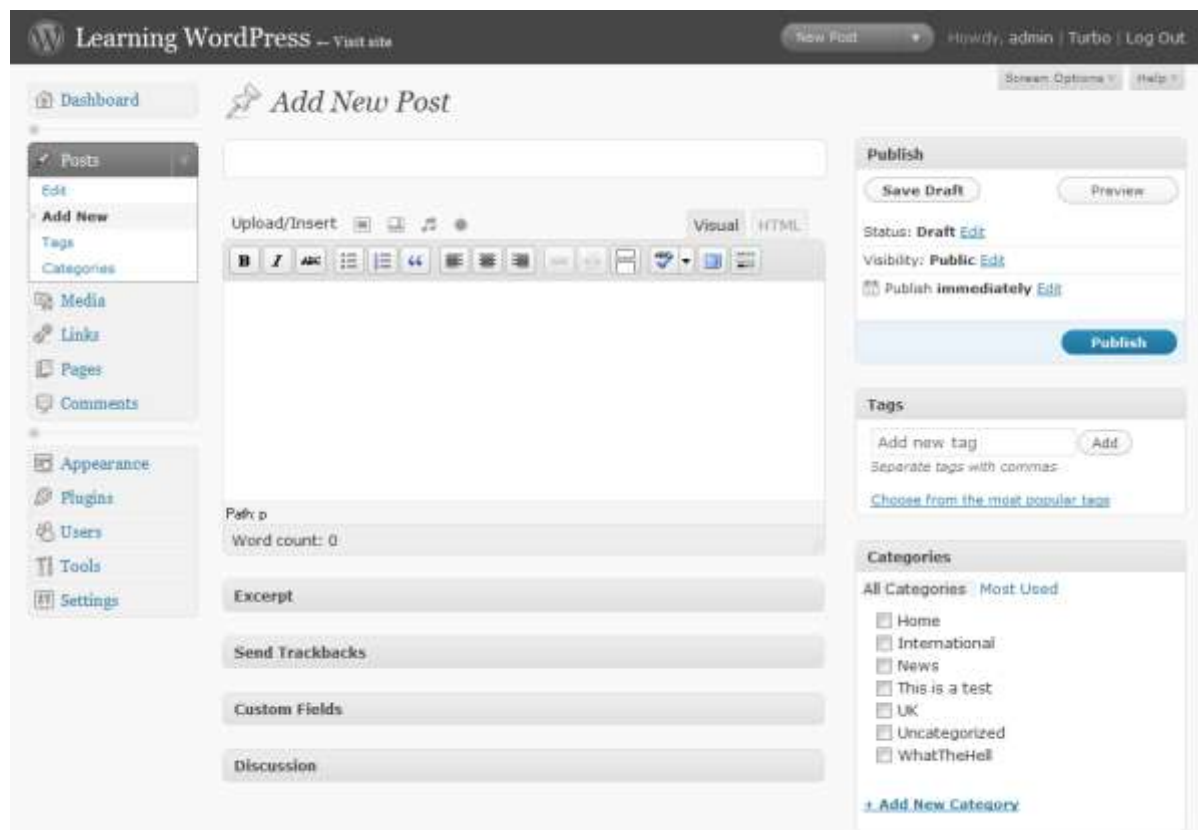 Learning WordPress – Visit site
New Post
Howdy, admin | Turbo | Log Out
Screen Options
Help
Dashboard
Posts
Edit
Add New
Tags
Categories
Media
Links
Pages
Comments
Appearance
Plugins
Users
Tools
Settings
Add New Post
Upload/Insert
Visual
HTML
B I ABC
Path: p
Word count: 0
Excerpt
Send Trackbacks
Custom Fields
Discussion
Publish
Save Draft
Preview
Status: Draft Edit
Visibility: Public Edit
Publish immediately Edit
Publish
Tags
Add new tag
Add
Separate tags with commas
Choose from the most popular tags
Categories
All Categories Most Used
Home
International
News
This is a test
UK
Uncategorized
WhatTheHell
+ Add New Category